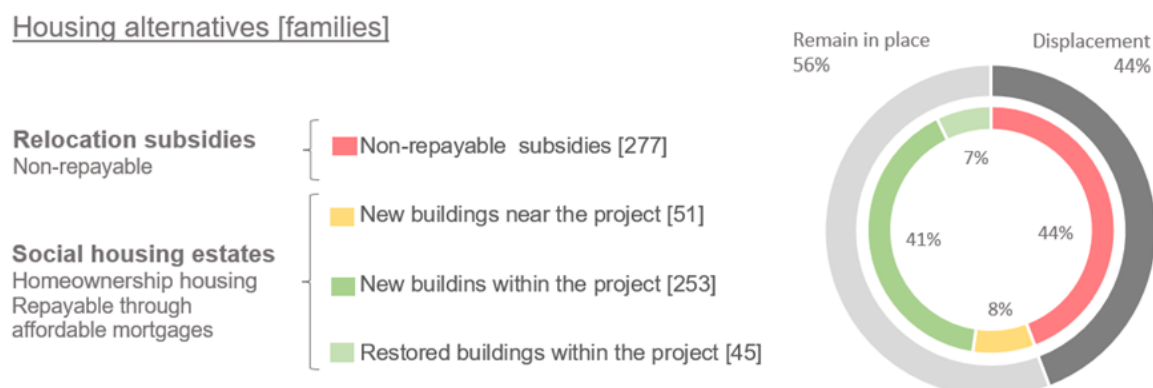 Housing alternatives [families]
Remain in place
56%
Displacement
44%
Relocation subsidies
Non-repayable
Non-repayable subsidies [277]
New buildings near the project [51]
Social housing estates
Homeownership housing
Repayable through
affordable mortgages
New buildins within the project [253]
Restored buildings within the project [45]
7%
41%
44%
8%